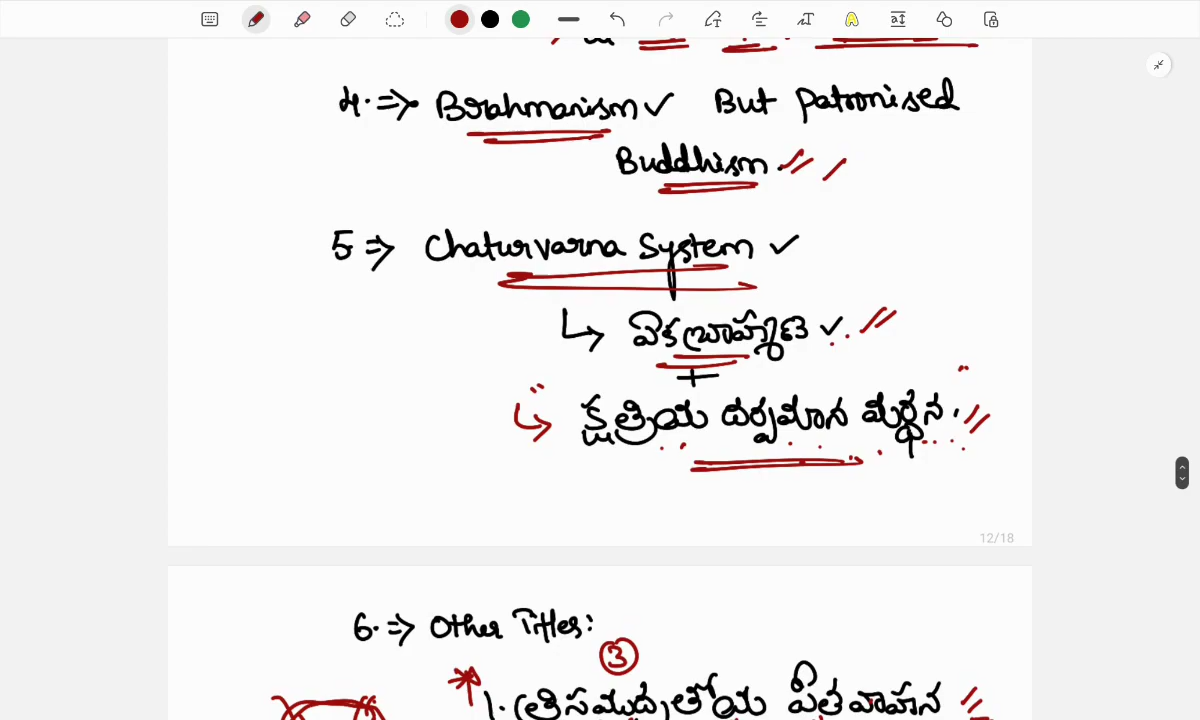 4. => Brahmanism ✓ But Patronised
Buddhism.
5 => Chaturvarna System ✓
↳ ఏకబ్రాహ్మణ ✓
+
↳ క్షత్రియ దర్పమాన మర్ధన.
12/18
6. => Other Titles:
3
1. త్రిసముద్రతోయ పీతవాహన